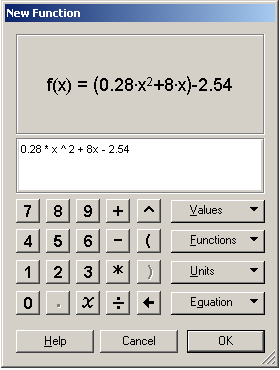 New Function
f(x) = (0.28·x²+8·x)-2.54
0.28 * x ^ 2 + 8x - 2.54
7 8 9 + ^ Values
4 5 6 - ( Functions
1 2 3 * ) Units
0 . x ÷ Equation
Help Cancel OK